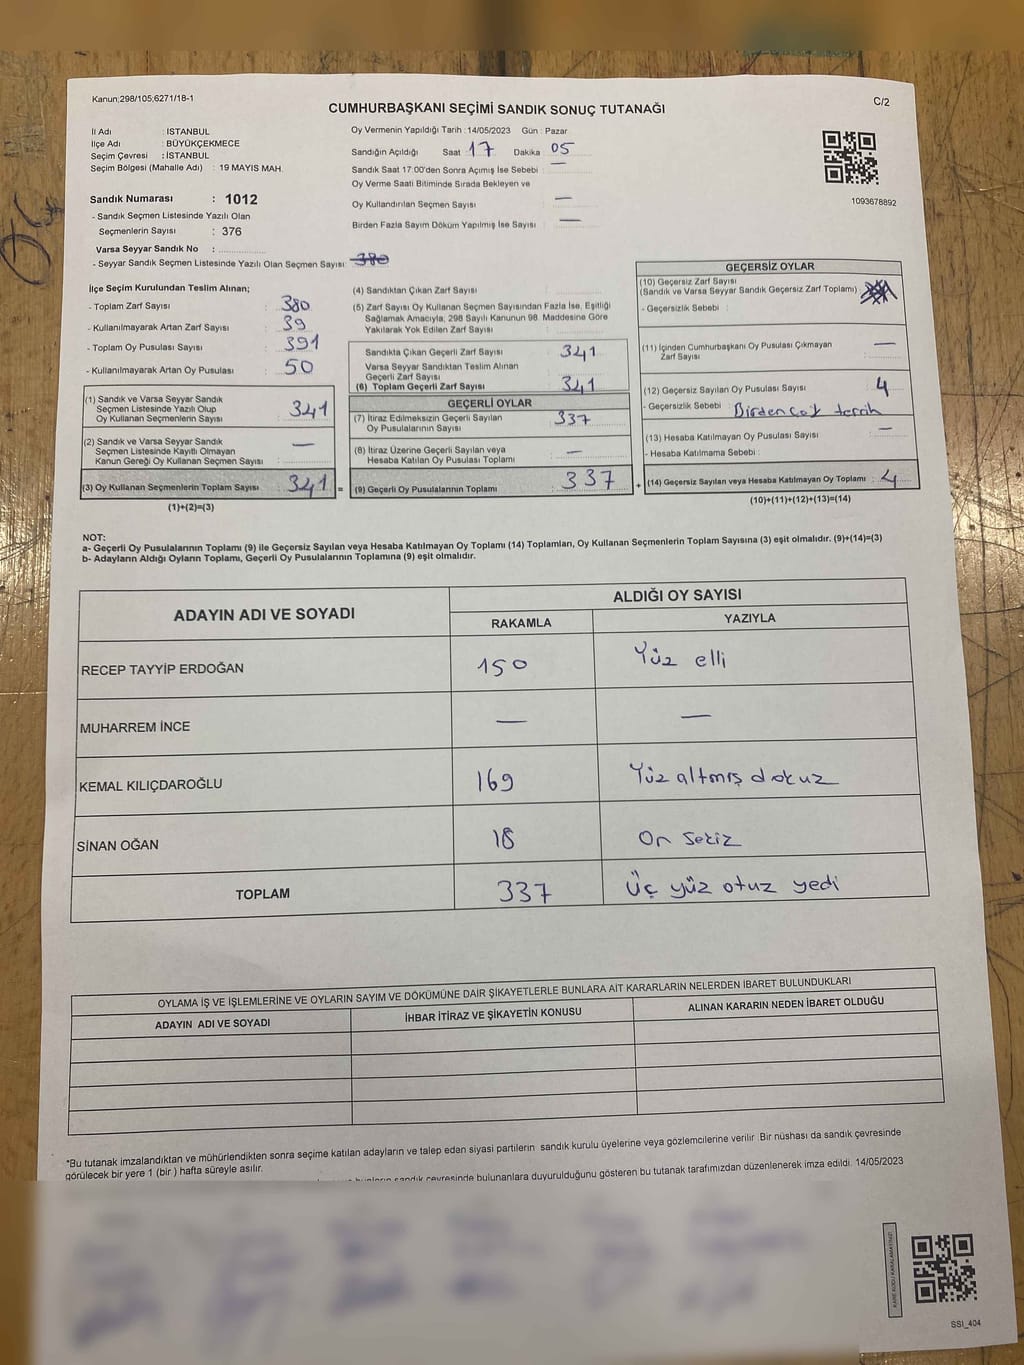 Kanun;298/105,6271/18-1
CUMHURBAŞKANI SEÇİMİ SANDIK SONUÇ TUTANAĞI
C/2
İl Adı : İSTANBUL
İlçe Adı : BÜYÜKÇEKMECE
Seçim Çevresi : İSTANBUL
Seçim Bölgesi (Mahalle Adı) : 19 MAYIS MAH.
Sandık Numarası : 1012
- Sandık Seçmen Listesinde Yazılı Olan
Seçmenlerin Sayısı : 376
Varsa Seyyar Sandık No :
- Seyyar Sandık Seçmen Listesinde Yazılı Olan Seçmen Sayısı: 380
Oy Vermenin Yapıldığı Tarih : 14/05/2023 Gün : Pazar
Sandığın Açıldığı Saat 17 Dakika 05
Sandık Saat 17:00'den Sonra Açımış İse Sebebi : —
Oy Verme Saati Bitiminde Sırada Bekleyen ve
Oy Kullandırılan Seçmen Sayısı —
Birden Fazla Sayım Döküm Yapılmış İse Sayısı : —
1093678892
İlçe Seçim Kurulundan Teslim Alınan;
- Toplam Zarf Sayısı : 380
- Kullanılmayarak Artan Zarf Sayısı : 39
- Toplam Oy Pusulası Sayısı : 391
- Kullanılmayarak Artan Oy Pusulası : 50
(1) Sandık ve Varsa Seyyar Sandık
Seçmen Listesinde Yazılı Olup
Oy Kullanan Seçmenlerin Sayısı : 341
(2) Sandık ve Varsa Seyyar Sandık
Seçmen Listesinde Kayıtlı Olmayan
Kanun Gereği Oy Kullanan Seçmen Sayısı : —
(3) Oy Kullanan Seçmenlerin Toplam Sayısı : 341 =
(1)+(2)=(3)
(4) Sandıktan Çıkan Zarf Sayısı :
(5) Zarf Sayısı Oy Kullanan Seçmen Sayısından Fazla İse, Eşitliği
Sağlamak Amacıyla, 298 Sayılı Kanunun 98. Maddesine Göre
Yakılarak Yok Edilen Zarf Sayısı :
Sandıkta Çıkan Geçerli Zarf Sayısı : 341
Varsa Seyyar Sandıktan Teslim Alınan
Geçerli Zarf Sayısı
(6) Toplam Geçerli Zarf Sayısı : 341
GEÇERLİ OYLAR
(7) İtiraz Edilmeksizin Geçerli Sayılan
Oy Pusulalarının Sayısı : 337
(8) İtiraz Üzerine Geçerli Sayılan veya
Hesaba Katılan Oy Pusulası Toplamı : —
(9) Geçerli Oy Pusulalarının Toplamı : 337 +
GEÇERSİZ OYLAR
(10) Geçersiz Zarf Sayısı
(Sandık ve Varsa Seyyar Sandık Geçersiz Zarf Toplamı)
- Geçersizlik Sebebi :
(11) İçinden Cumhurbaşkanı Oy Pusulası Çıkmayan
Zarf Sayısı : —
(12) Geçersiz Sayılan Oy Pusulası Sayısı : 4
- Geçersizlik Sebebi : Birden çok tercih
(13) Hesaba Katılmayan Oy Pusulası Sayısı : —
- Hesaba Katılmama Sebebi :
(14) Geçersiz Sayılan veya Hesaba Katılmayan Oy Toplamı : 4
(10)+(11)+(12)+(13)=(14)
NOT:
a- Geçerli Oy Pusulalarının Toplamı (9) ile Geçersiz Sayılan veya Hesaba Katılmayan Oy Toplamı (14) Toplamları, Oy Kullanan Seçmenlerin Toplam Sayısına (3) eşit olmalıdır. (9)+(14)=(3)
b- Adayların Aldığı Oyların Toplamı, Geçerli Oy Pusulalarının Toplamına (9) eşit olmalıdır.
ADAYIN ADI VE SOYADI
ALDIĞI OY SAYISI
RAKAMLA YAZIYLA
RECEP TAYYİP ERDOĞAN 150 Yüz elli
MUHARREM İNCE — —
KEMAL KILIÇDAROĞLU 169 Yüz altmış dokuz
SİNAN OĞAN 18 On sekiz
TOPLAM 337 Üç yüz otuz yedi
OYLAMA İŞ VE İŞLEMLERİNE VE OYLARIN SAYIM VE DÖKÜMÜNE DAİR ŞİKAYETLERLE BUNLARA AİT KARARLARIN NELERDEN İBARET BULUNDUKLARI
ADAYIN ADI VE SOYADI İHBAR İTİRAZ VE ŞİKAYETİN KONUSU ALINAN KARARIN NEDEN İBARET OLDUĞU
*Bu tutanak imzalandıktan ve mühürlendikten sonra seçime katılan adayların ve talep eden siyasi partilerin sandık kurulu üyelerine veya gözlemcilerine verilir. Bir nüshası da sandık çevresinde
görülecek bir yere 1 (bir ) hafta süreyle asılır.
sandık çevresinde bulunanlara duyurulduğunu gösteren bu tutanak tarafımızdan düzenlenerek imza edildi. 14/05/2023
KARE KODU KARALAMAYINIZ!
SSI_404